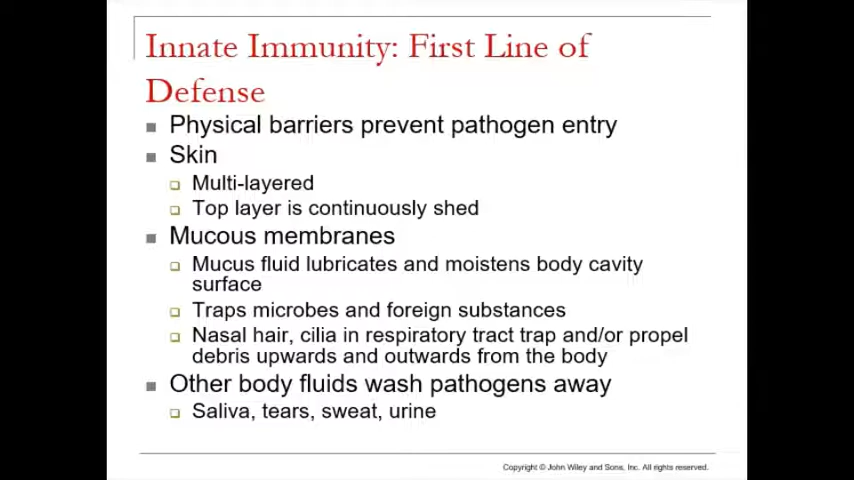 Innate Immunity: First Line of
Defense
Physical barriers prevent pathogen entry
Skin
Multi-layered
Top layer is continuously shed
Mucous membranes
Mucus fluid lubricates and moistens body cavity
surface
Traps microbes and foreign substances
Nasal hair, cilia in respiratory tract trap and/or propel
debris upwards and outwards from the body
Other body fluids wash pathogens away
Saliva, tears, sweat, urine
Copyright © John Wiley and Sons, Inc. All rights reserved.